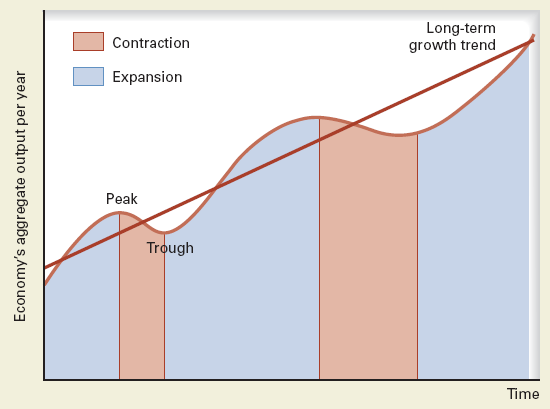 Long-term
growth trend
Contraction
Expansion
Economy's aggregate output per year
Peak
Trough
Time